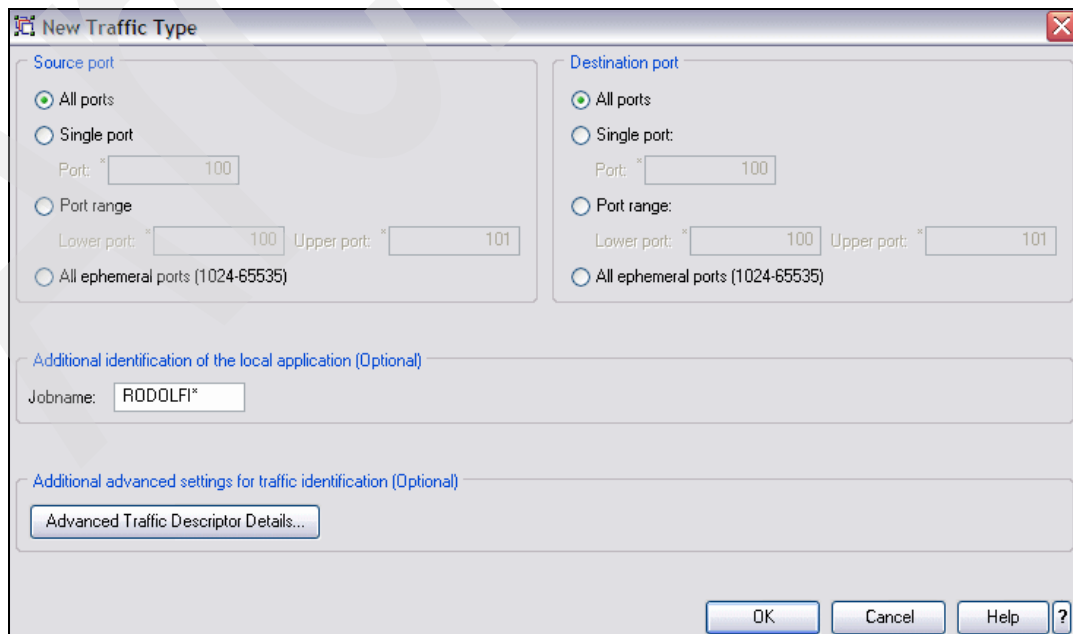 New Traffic Type
Source port
All ports
Single port
Port: * 100
Port range
Lower port: * 100 Upper port: * 101
All ephemeral ports (1024-65535)
Destination port
All ports
Single port:
Port: * 100
Port range:
Lower port: * 100 Upper port: * 101
All ephemeral ports (1024-65535)
Additional identification of the local application (Optional)
Jobname: RODOLFI*
Additional advanced settings for traffic identification (Optional)
Advanced Traffic Descriptor Details...
OK Cancel Help ?